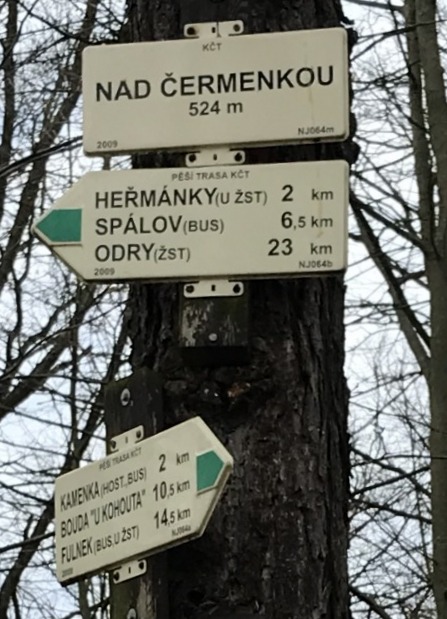 KČT
NAD ČERMENKOU
524 m
2009 NJ064m
PĚŠÍ TRASA KČT
HEŘMÁNKY (U ŽST) 2 km
SPÁLOV (BUS) 6,5 km
ODRY (ŽST) 23 km
2009 NJ064b
PĚŠÍ TRASA KČT
KAMENKA (HOST, BUS) 2 km
BOUDA "U KOHOUTA" 10,5 km
FULNEK (BUS, U ŽST) 14,5 km
2009 NJ064a